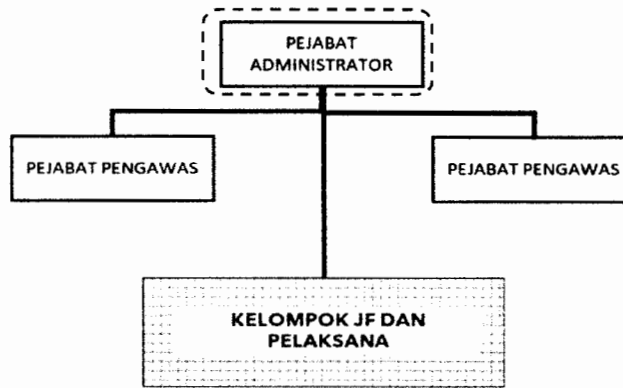 PEJABAT
ADMINISTRATOR
PEJABAT PENGAWAS
PEJABAT PENGAWAS
KELOMPOK JF DAN
PELAKSANA